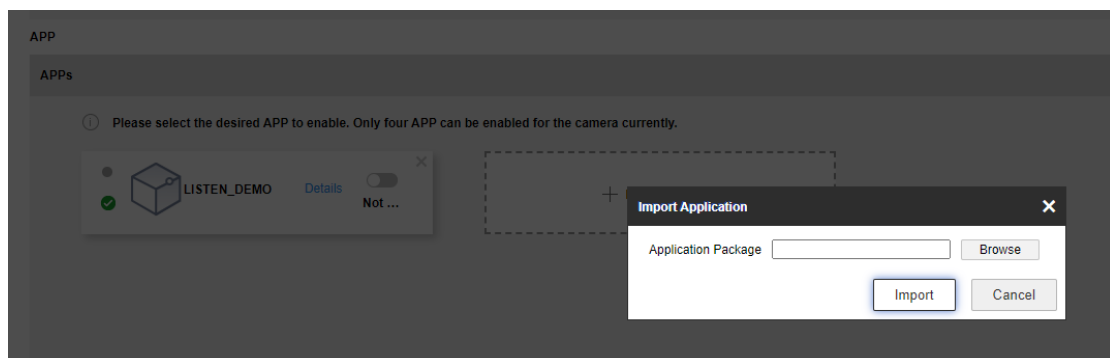 APP
APPs
Please select the desired APP to enable. Only four APP can be enabled for the camera currently.
LISTEN_DEMO
Details
Not ...
Import Application
Application Package
Browse
Import
Cancel